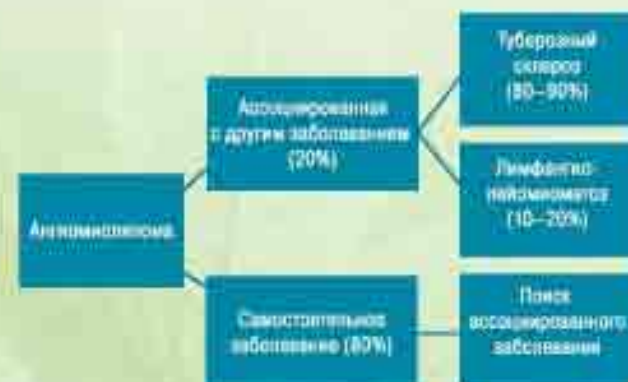 Туберозный
склероз
(80–90%)
Ассоциированная
с другим заболеванием
(20%)
Лимфангио-
лейомиоматоз
(10–20%)
Ангиомиолипома
Самостоятельное
заболевание (80%)
Поиск
ассоциированного
заболевания